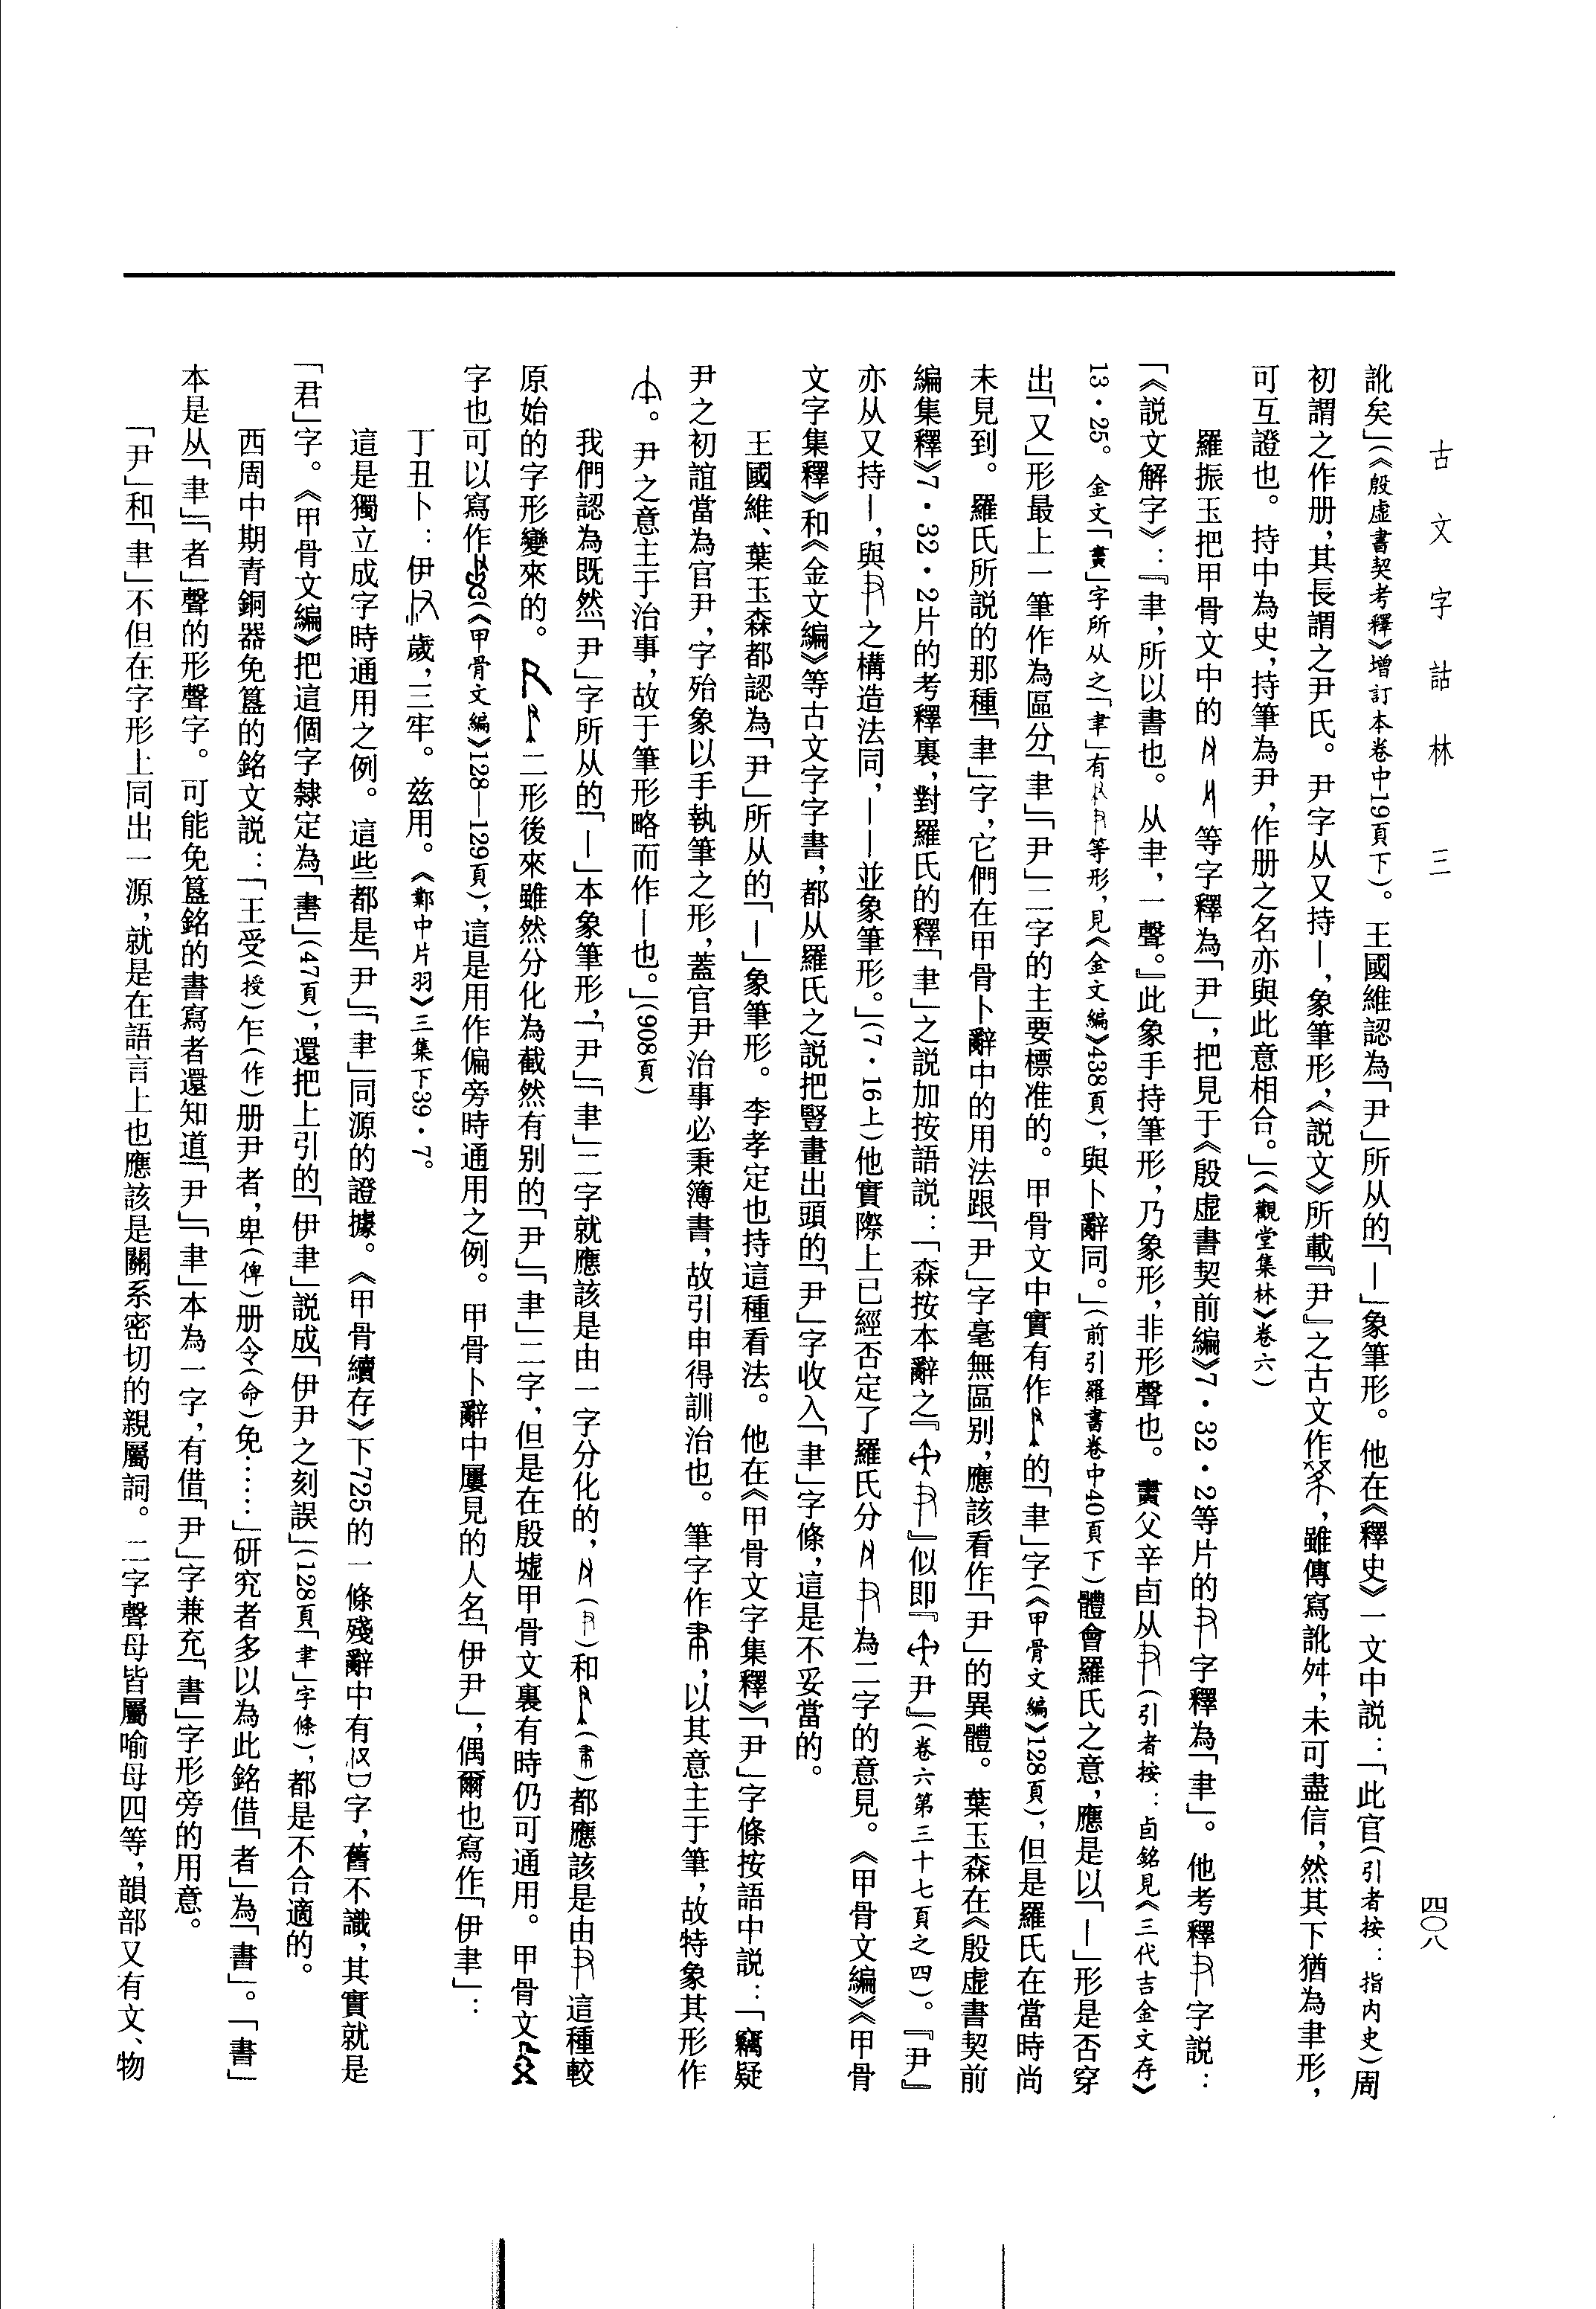 古文字詁林 三
四〇八
訛矣」(《殷虛書契考釋》增訂本卷中19頁下)。王國維認為「尹」所从的「丨」象筆形。他在《釋史》一文中説：「此官(引者按：指内史)周
初謂之作册，其長謂之尹氏。尹字从又持丨，象筆形，《説文》所載『尹』之古文作，雖傳寫訛舛，未可盡信，然其下猶為聿形，
可互證也。持中為史，持筆為尹，作册之名亦與此意相合。」(《觀堂集林》卷六)
羅振玉把甲骨文中的等字釋為「尹」，把見于《殷虛書契前編》7·32·2等片的字釋為「聿」。他考釋字説：
「《説文解字》：『聿，所以書也。从聿，一聲。』此象手持筆形，乃象形，非形聲也。書父辛卣从(引者按：卣銘見《三代吉金文存》
13·25。金文「書」字所从之「聿」有等形，見《金文編》438頁)，與卜辭同。」(前引羅書卷中40頁下)體會羅氏之意，應是以「丨」形是否穿
出「又」形最上一筆作為區分「聿」「尹」二字的主要標准的。甲骨文中實有作的「聿」字(《甲骨文編》128頁)，但是羅氏在當時尚
未見到。羅氏所説的那種「聿」字，它們在甲骨卜辭中的用法跟「尹」字毫無區别，應該看作「尹」的異體。葉玉森在《殷虛書契前
編集釋》7·32·2片的考釋裏，對羅氏的釋「聿」之説加按語説：「森按本辭之『』似即『尹』(卷六第三十七頁之四)。『尹』
亦从又持丨，與之構造法同，丨丨並象筆形。」(7·16上)他實際上已經否定了羅氏分為二字的意見。《甲骨文編》《甲骨
文字集釋》和《金文編》等古文字字書，都从羅氏之説把豎畫出頭的「尹」字收入「聿」字條，這是不妥當的。
王國維、葉玉森都認為「尹」所从的「丨」象筆形。李孝定也持這種看法。他在《甲骨文字集釋》「尹」字條按語中説：「竊疑
尹之初誼當為官尹，字殆象以手執筆之形，蓋官尹治事必秉簿書，故引申得訓治也。筆字作，以其意主于筆，故特象其形作
。尹之意主于治事，故于筆形略而作丨也。」(908頁)
我們認為既然「尹」字所从的「丨」本象筆形，「尹」「聿」二字就應該是由一字分化的，()和()都應該是由這種較
原始的字形變來的。二形後來雖然分化為截然有别的「尹」「聿」二字，但是在殷墟甲骨文裏有時仍可通用。甲骨文
字也可以寫作(《甲骨文編》128—129頁)，這是用作偏旁時通用之例。甲骨卜辭中屢見的人名「伊尹」，偶爾也寫作「伊聿」：
丁丑卜：伊歲，三牢。兹用。《鄴中片羽》三集下39·7。
這是獨立成字時通用之例。這些都是「尹」「聿」同源的證據。《甲骨續存》下725的一條殘辭中有字，舊不識，其實就是
「君」字。《甲骨文編》把這個字隸定為「書」(47頁)，還把上引的「伊聿」説成「伊尹之刻誤」(128頁「聿」字條)，都是不合適的。
西周中期青銅器免簋的銘文説：「王受(授)乍(作)册尹者，卑(俾)册令(命)免……」研究者多以為此銘借「者」為「書」。「書」
本是从「聿」「者」聲的形聲字。可能免簋銘的書寫者還知道「尹」「聿」本為一字，有借「尹」字兼充「書」字形旁的用意。
「尹」和「聿」不但在字形上同出一源，就是在語言上也應該是關系密切的親屬詞。二字聲母皆屬喻母四等，韻部又有文、物